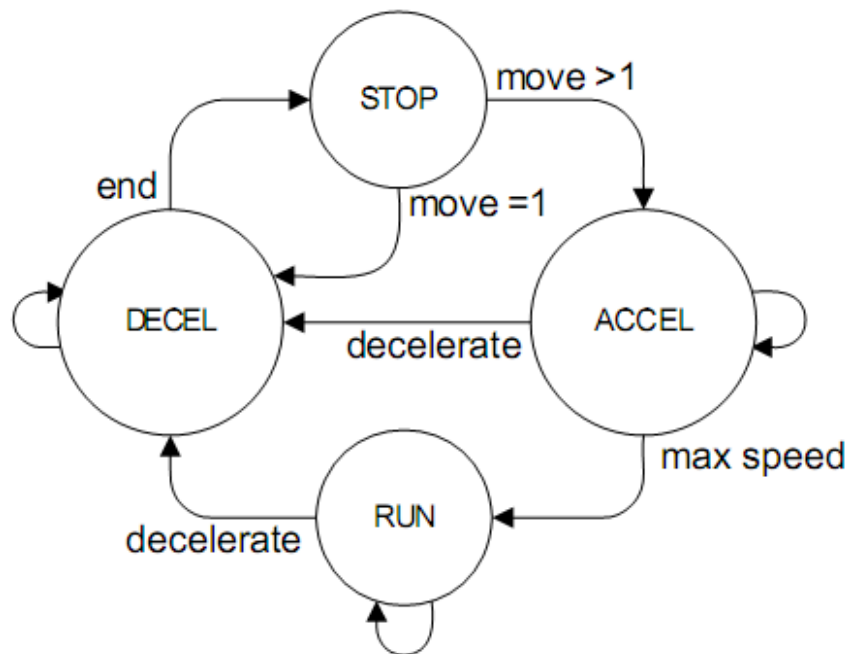 STOP
move >1
end
move =1
DECEL
ACCEL
decelerate
max speed
RUN
decelerate